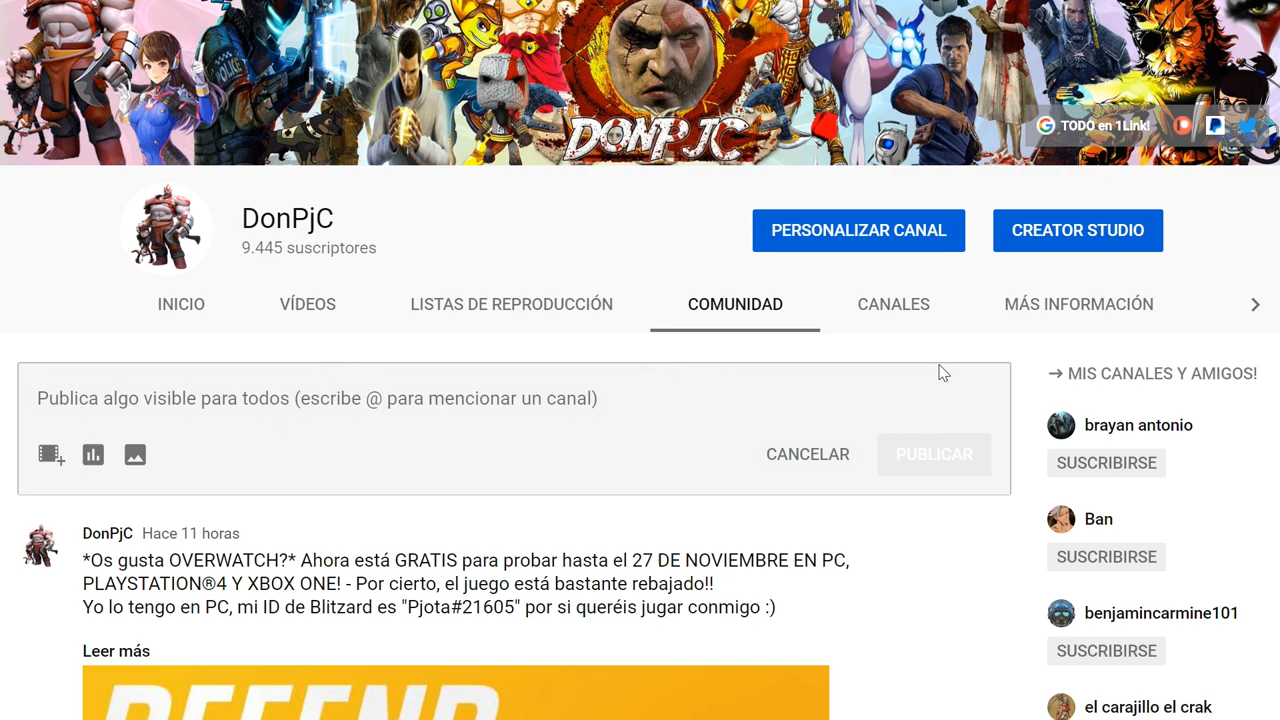 POLICE
DONPJC
TODO en 1Link!
DonPjC
9.445 suscriptores
PERSONALIZAR CANAL
CREATOR STUDIO
INICIO
VÍDEOS
LISTAS DE REPRODUCCIÓN
COMUNIDAD
CANALES
MÁS INFORMACIÓN
Publica algo visible para todos (escribe @ para mencionar un canal)
CANCELAR
PUBLICAR
DonPjC Hace 11 horas
*Os gusta OVERWATCH?* Ahora está GRATIS para probar hasta el 27 DE NOVIEMBRE EN PC,
PLAYSTATION®4 Y XBOX ONE! - Por cierto, el juego está bastante rebajado!!
Yo lo tengo en PC, mi ID de Blitzard es "Pjota#21605" por si queréis jugar conmigo :)
Leer más
DEFEND
→ MIS CANALES Y AMIGOS!
brayan antonio
SUSCRIBIRSE
Ban
SUSCRIBIRSE
benjamincarmine101
SUSCRIBIRSE
el carajillo el crak